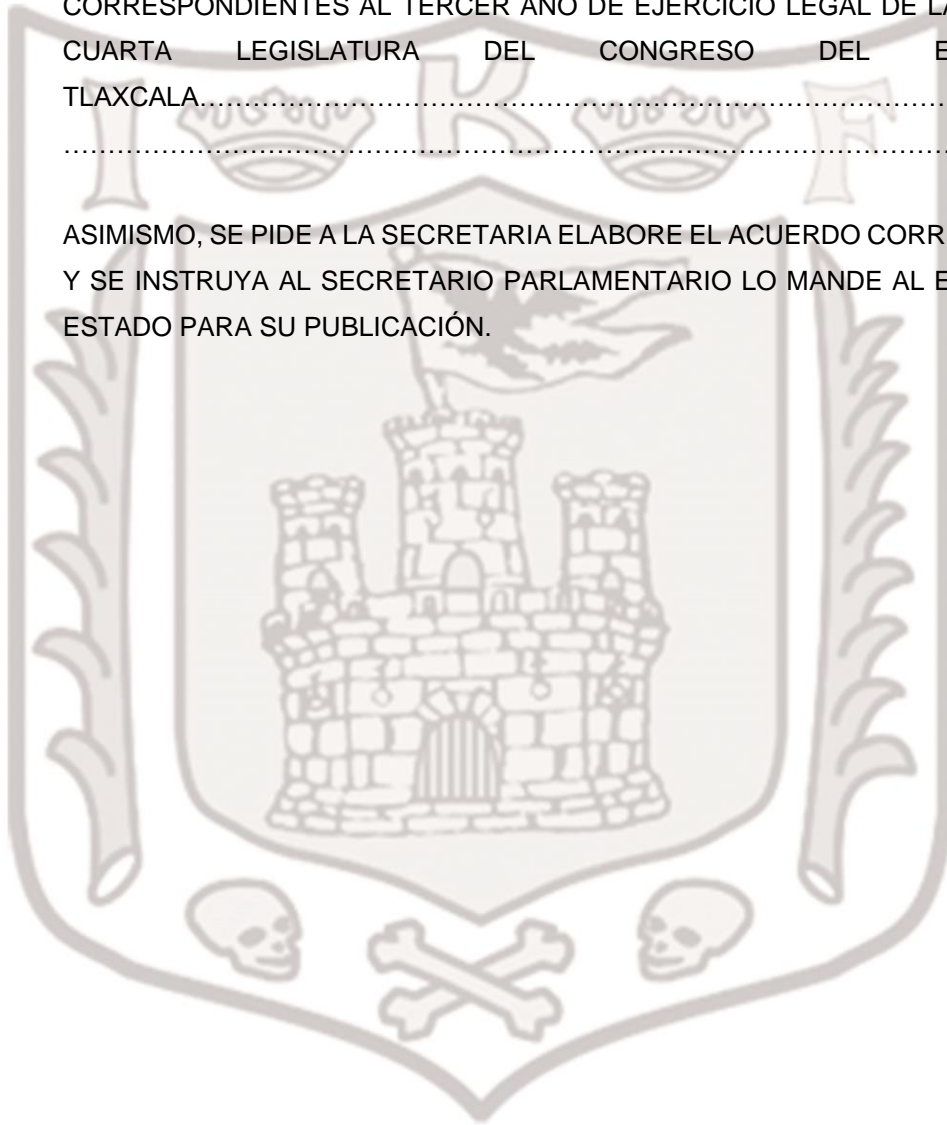 CORRESPONDIENTES AL TERCER AÑO DE EJERCICIO LEGAL DE LA
CUARTA LEGISLATURA DEL CONGRESO DEL E
TLAXCALA……………………………………………………………………
……………………………………………………………………………………
I K F
ASIMISMO, SE PIDE A LA SECRETARIA ELABORE EL ACUERDO CORR
Y SE INSTRUYA AL SECRETARIO PARLAMENTARIO LO MANDE AL E
ESTADO PARA SU PUBLICACIÓN.